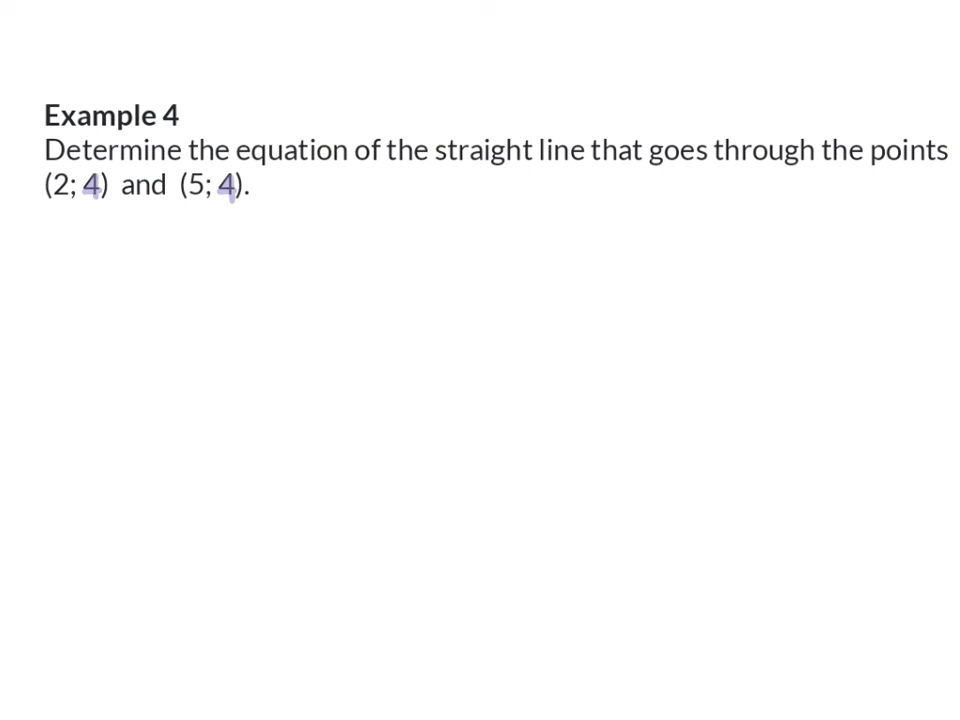 Example 4
Determine the equation of the straight line that goes through the points
(2; 4) and (5; 4).